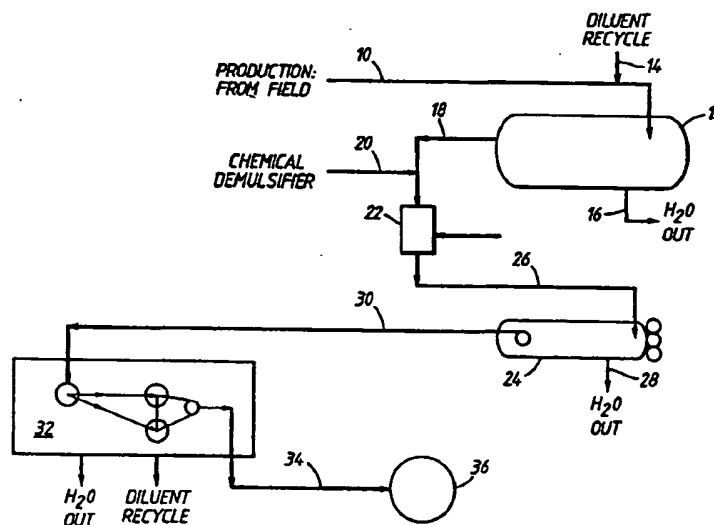 DILUENT
RECYCLE
10
14
PRODUCTION:
FROM FIELD
18
20
CHEMICAL
DEMULSIFIER
22
16
H2O
OUT
26
30
24
28
H2O
OUT
32
34
36
H2O
OUT
DILUENT
RECYCLE